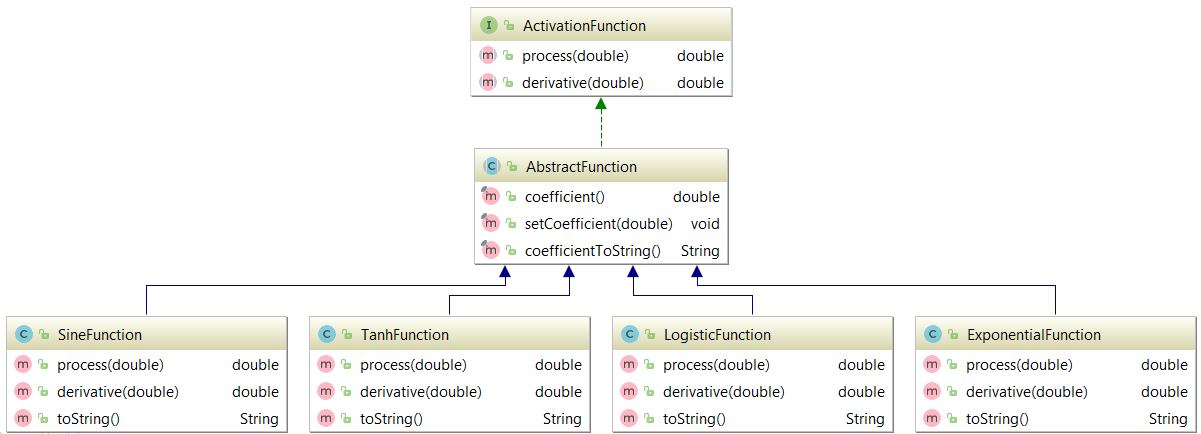 I ActivationFunction
m process(double) double
m derivative(double) double
C AbstractFunction
m coefficient() double
m setCoefficient(double) void
m coefficientToString() String
C SineFunction
m process(double) double
m derivative(double) double
m toString() String
C TanhFunction
m process(double) double
m derivative(double) double
m toString() String
C LogisticFunction
m process(double) double
m derivative(double) double
m toString() String
C ExponentialFunction
m process(double) double
m derivative(double) double
m toString() String